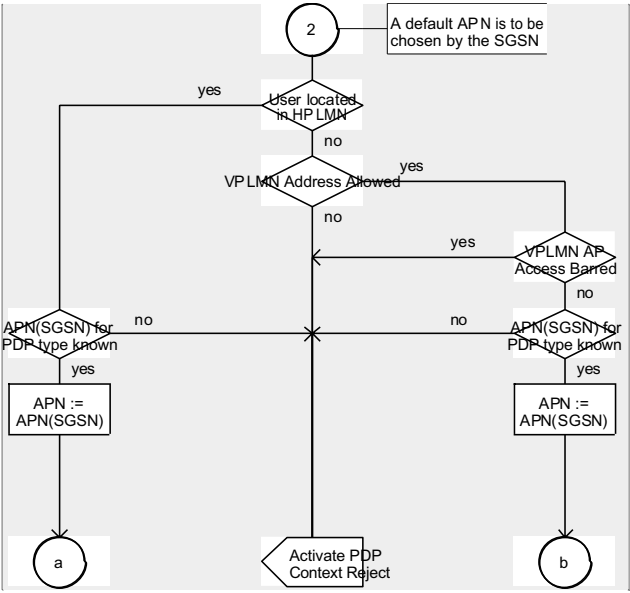 2
A default APN is to be
chosen by the SGSN
yes
User located
in HPLMN
no
VPLMN Address Allowed
yes
no
yes
VPLMN AP
Access Barred
no
APN(SGSN) for
PDP type known
no
no
APN(SGSN) for
PDP type known
yes
yes
APN :=
APN(SGSN)
APN :=
APN(SGSN)
a
Activate PDP
Context Reject
b